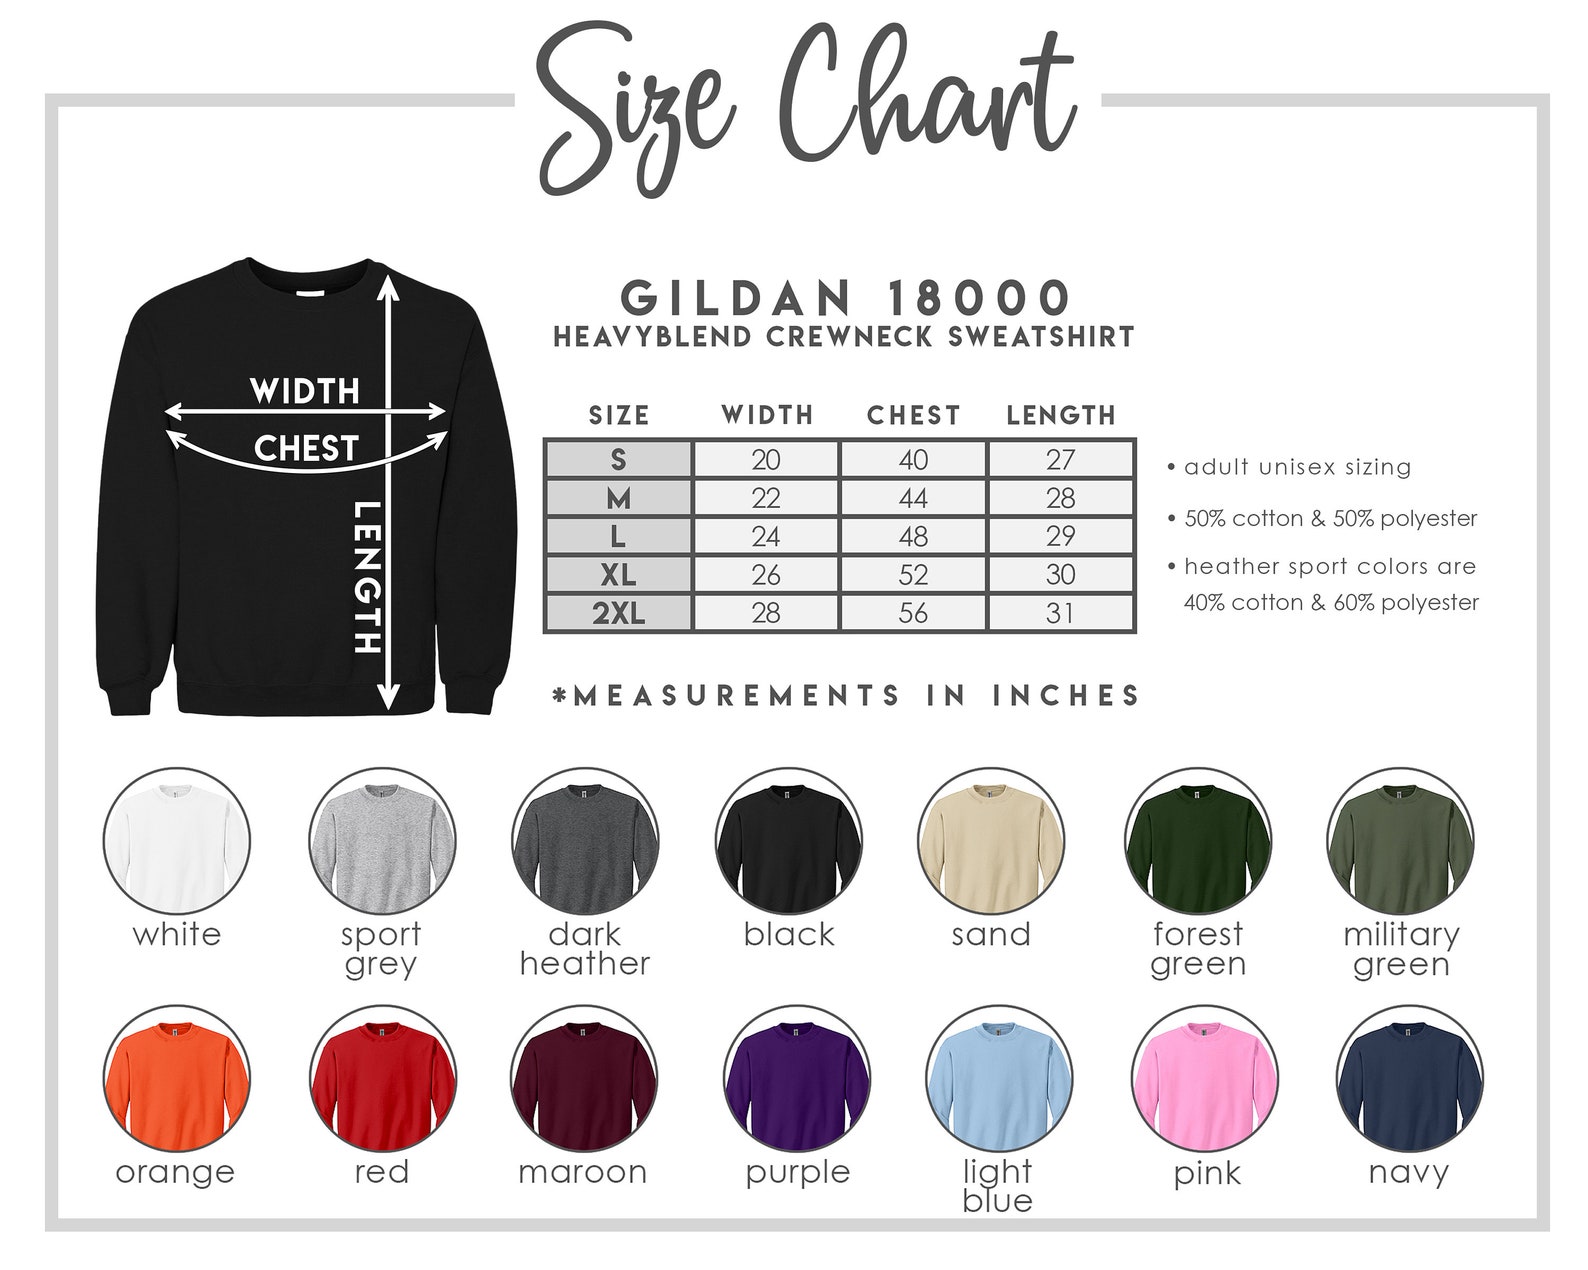 Size Chart
WIDTH
CHEST
LENGTH
GILDAN 18000
HEAVYBLEND CREWNECK SWEATSHIRT
SIZE WIDTH CHEST LENGTH
S 20 40 27
M 22 44 28
L 24 48 29
XL 26 52 30
2XL 28 56 31
*MEASUREMENTS IN INCHES
• adult unisex sizing
• 50% cotton & 50% polyester
• heather sport colors are
40% cotton & 60% polyester
white
sport
grey
dark
heather
black
sand
forest
green
military
green
orange
red
maroon
purple
light
blue
pink
navy